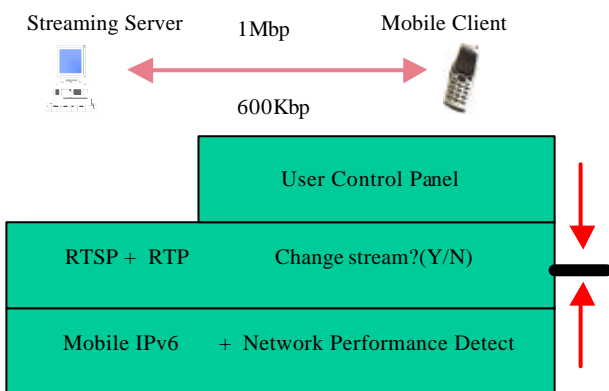 Streaming Server
1Mbp
Mobile Client
600Kbp
User Control Panel
RTSP + RTP Change stream?(Y/N)
Mobile IPv6 + Network Performance Detect